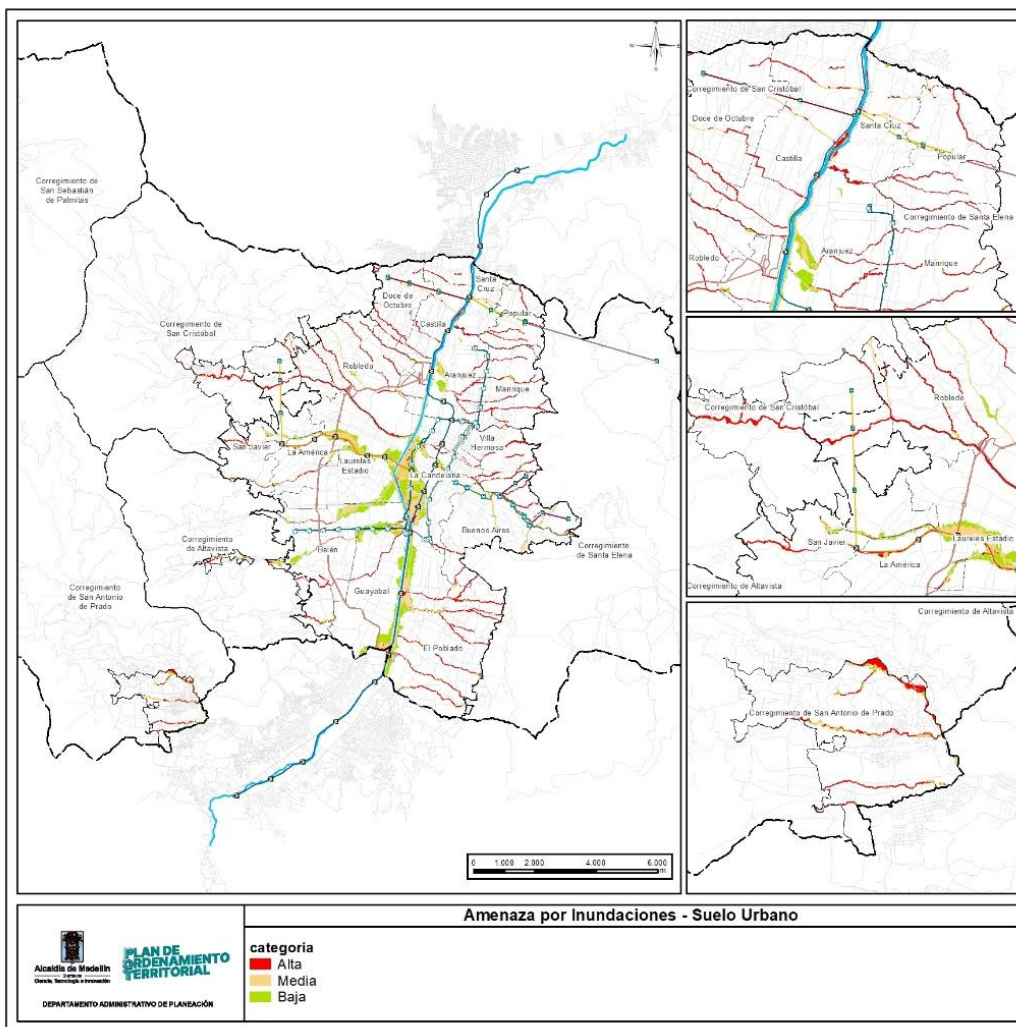 N
W
E
S
Corregimiento de
San Sebastián
de Palmitas
Corregimiento de
San Cristóbal
Doce de
Octubre
Santa
Cruz
Popular
Castilla
Robledo
Aranjuez
Manrique
San Javier
La América
Laureles
Estadio
Villa
Hermosa
La Candelaria
Buenos Aires
Corregimiento
de Santa Elena
Corregimiento
de Altavista
Belén
Corregimiento
de San Antonio
de Prado
Guayabal
El Poblado
0 1.000 2.000 4.000 6.000
m
Corregimiento de San Cristóbal
Doce de Octubre
Santa Cruz
Castilla
Popular
Corregimiento de Santa Elena
Robledo
Aranjuez
Manrique
Corregimiento de San Cristóbal
Robledo
San Javier
Laureles Estadio
La América
Corregimiento de Altavista
Corregimiento de Altavista
Corregimiento de San Antonio de Prado
Amenaza por Inundaciones - Suelo Urbano
Alcaldía de Medellín
Distrito de
Ciencia, Tecnología e Innovación
PLAN DE
ORDENAMIENTO
TERRITORIAL
DEPARTAMENTO ADMINISTRATIVO DE PLANEACIÓN
categoria
Alta
Media
Baja